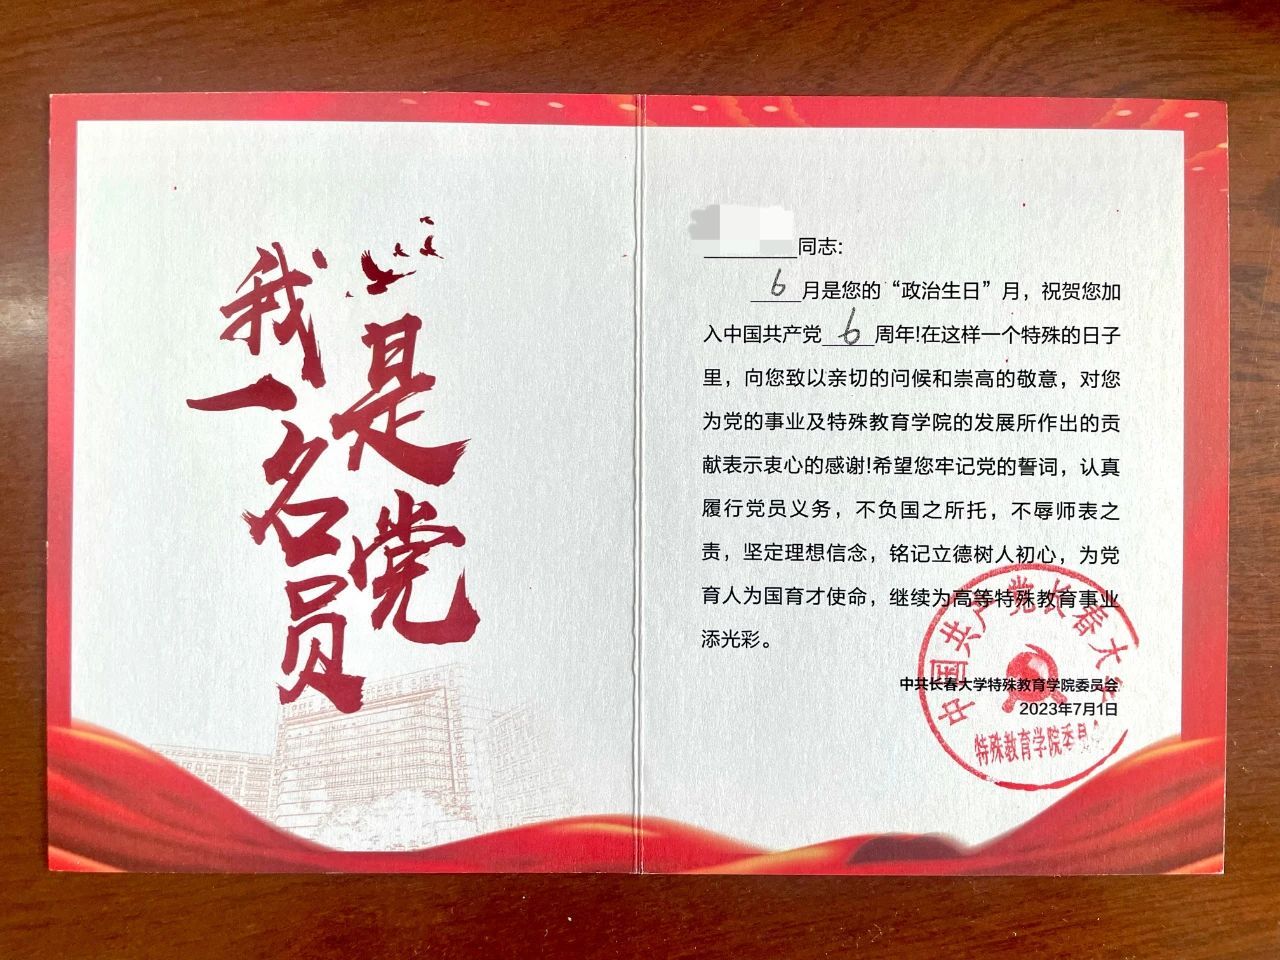 我是
一名党员
同志:
6月是您的“政治生日”月，祝贺您加
入中国共产党6周年!在这样一个特殊的日子
里，向您致以亲切的问候和崇高的敬意，对您
为党的事业及特殊教育学院的发展所作出的贡
献表示衷心的感谢!希望您牢记党的誓词，认真
履行党员义务，不负国之所托，不辱师表之
责，坚定理想信念，铭记立德树人初心，为党
育人为国育才使命，继续为高等特殊教育事业
添光彩。
中共长春大学特殊教育学院委员会
2023年7月1日
中国共产党长春大学
特殊教育学院委员会